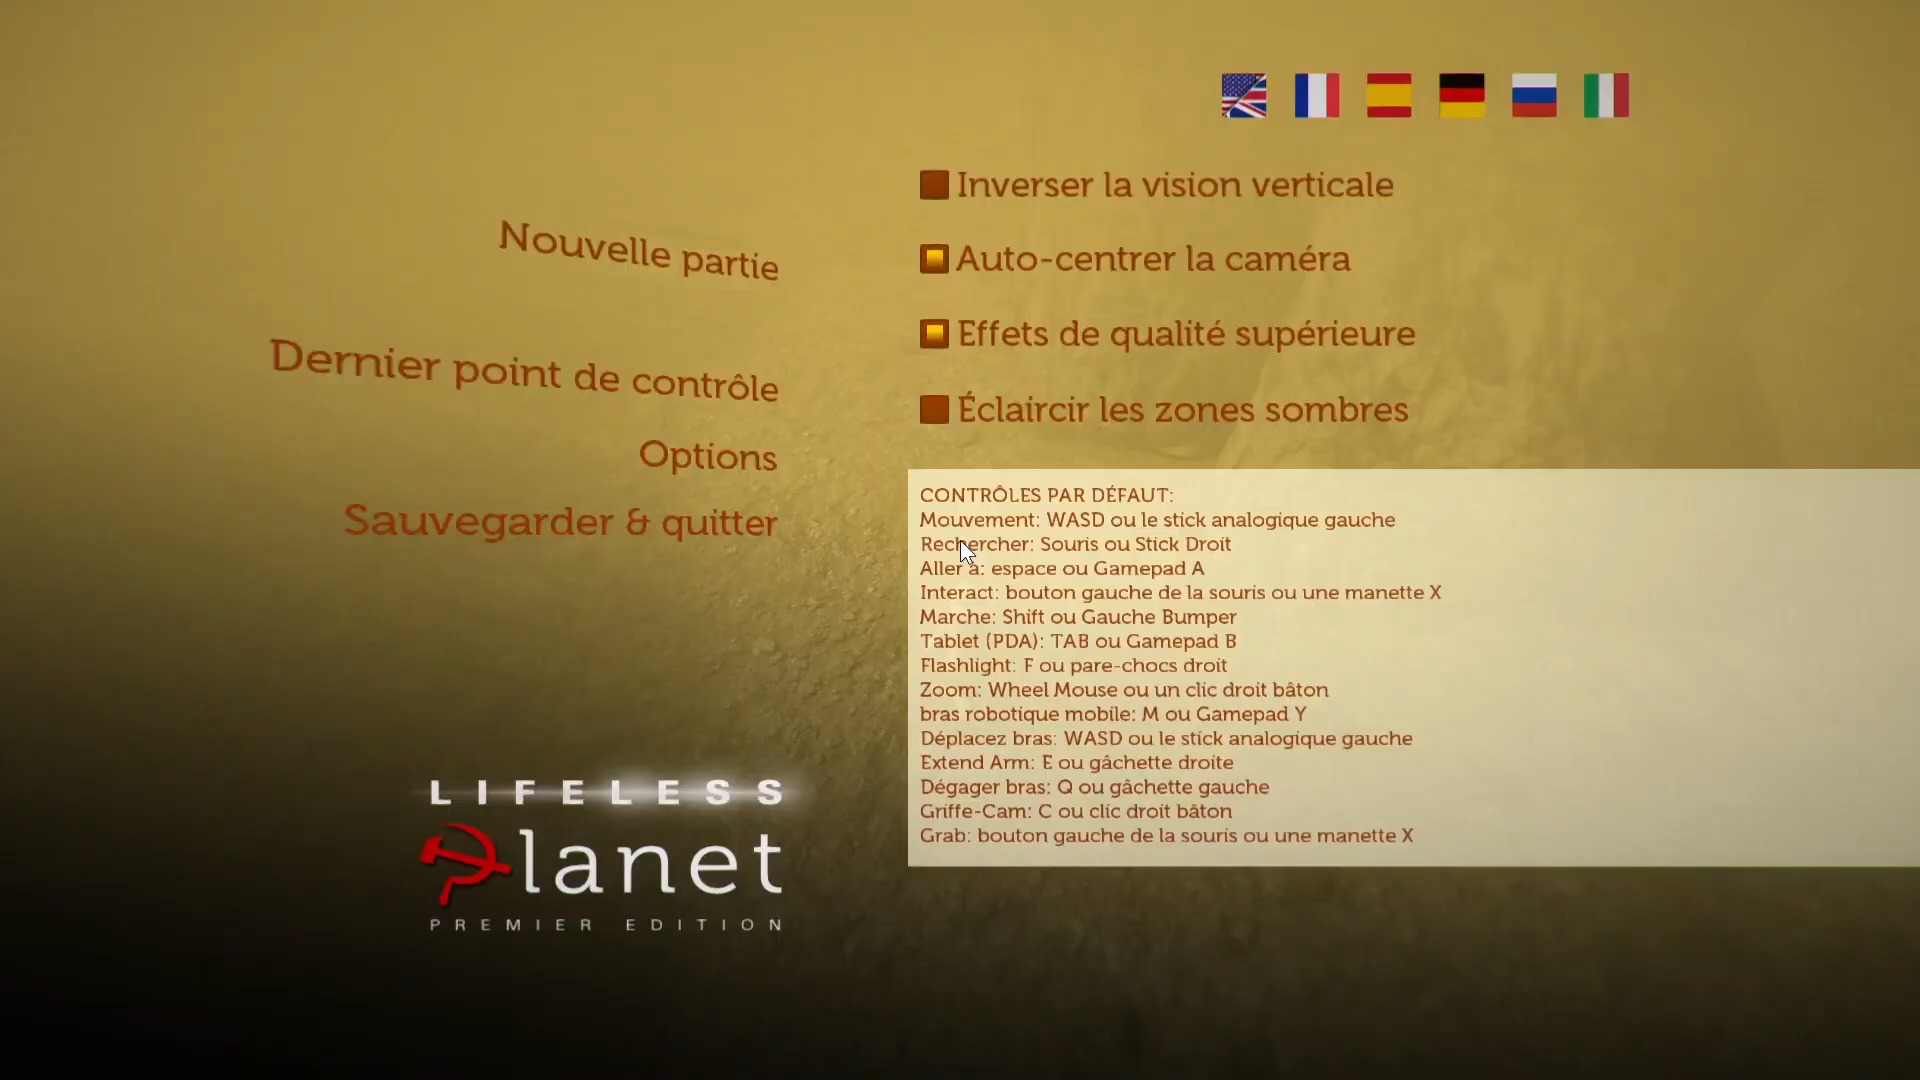 Nouvelle partie
Dernier point de contrôle
Options
Sauvegarder & quitter
Inverser la vision verticale
Auto-centrer la caméra
Effets de qualité supérieure
Éclaircir les zones sombres
CONTRÔLES PAR DÉFAUT:
Mouvement: WASD ou le stick analogique gauche
Rechercher: Souris ou Stick Droit
Aller à: espace ou Gamepad A
Interact: bouton gauche de la souris ou une manette X
Marche: Shift ou Gauche Bumper
Tablet (PDA): TAB ou Gamepad B
Flashlight: F ou pare-chocs droit
Zoom: Wheel Mouse ou un clic droit bâton
bras robotique mobile: M ou Gamepad Y
Déplacez bras: WASD ou le stick analogique gauche
Extend Arm: E ou gâchette droite
Dégager bras: Q ou gâchette gauche
Griffe-Cam: C ou clic droit bâton
Grab: bouton gauche de la souris ou une manette X
LIFELESS
Planet
PREMIER EDITION